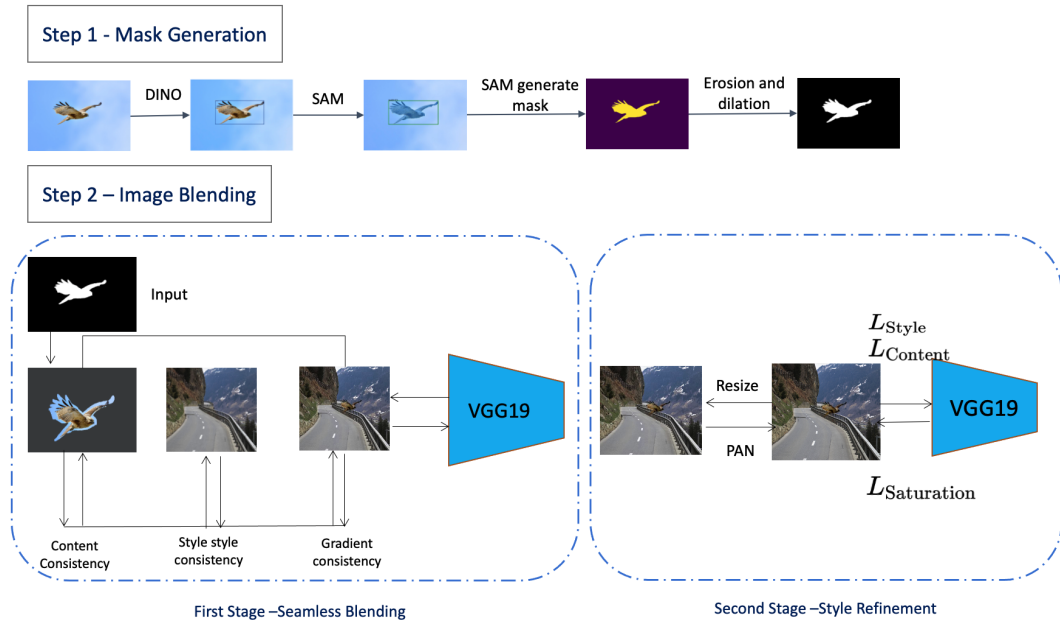 Step 1 - Mask Generation
DINO
SAM
SAM generate
mask
Erosion and
dilation
Step 2 – Image Blending
Input
VGG19
Content
Consistency
Style style
consistency
Gradient
consistency
First Stage –Seamless Blending
L_Style
L_Content
Resize
PAN
VGG19
L_Saturation
Second Stage –Style Refinement